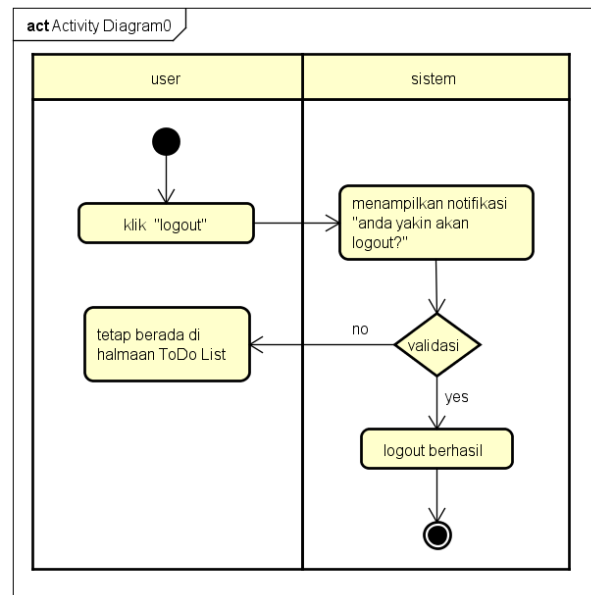 act Activity Diagram0
user
sistem
klik "logout"
menampilkan notifikasi
"anda yakin akan
logout?"
tetap berada di
halmaan ToDo List
no
validasi
yes
logout berhasil